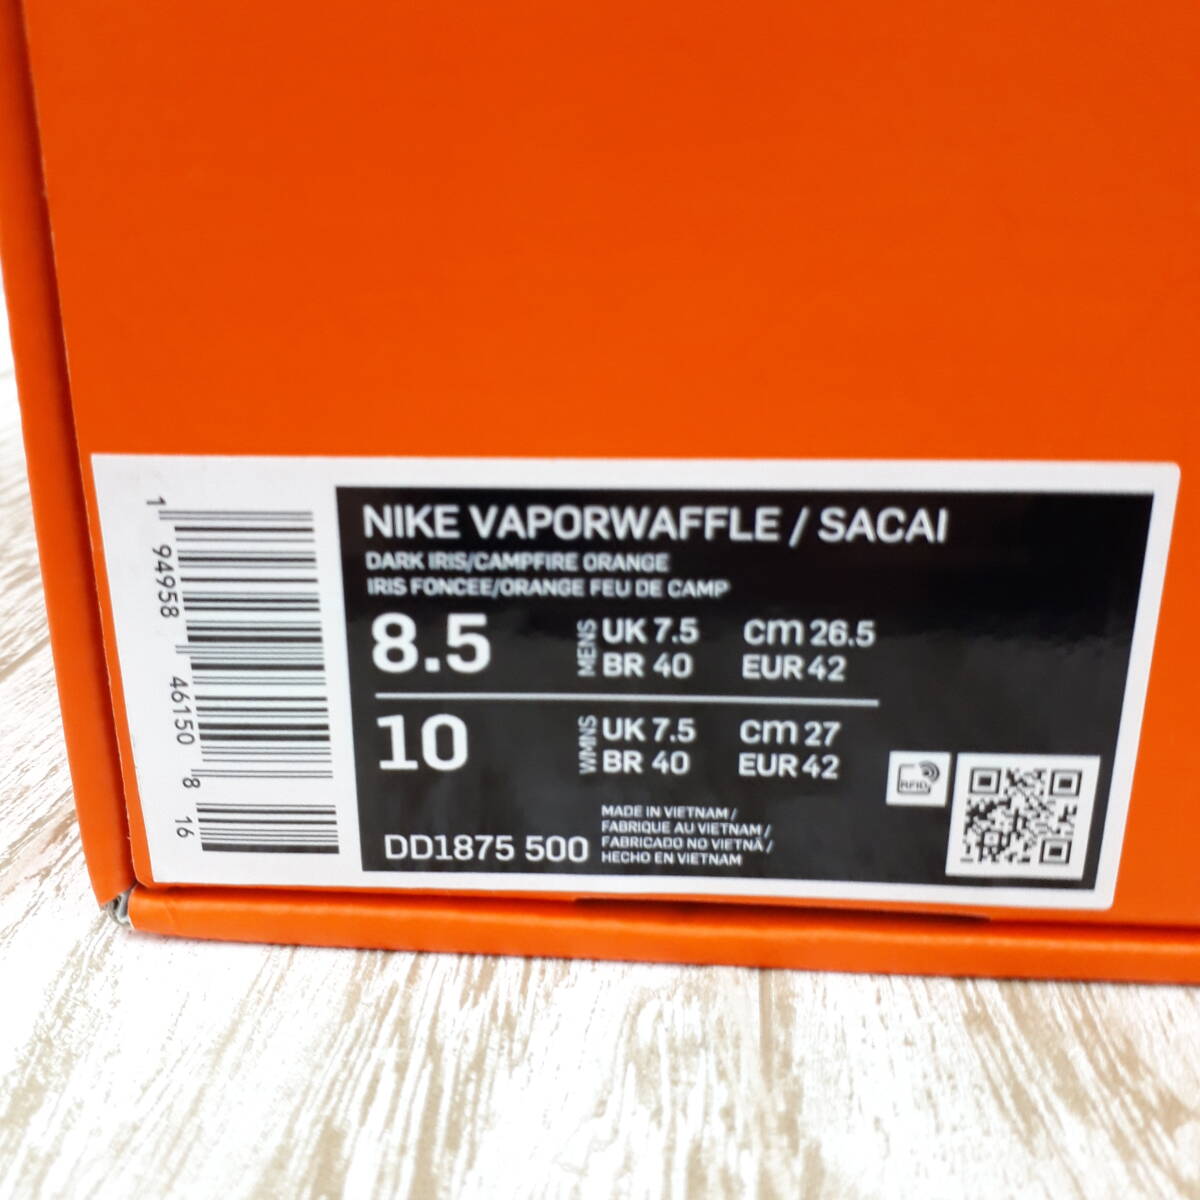 NIKE VAPORWAFFLE / SACAI
DARK IRIS/CAMPFIRE ORANGE
IRIS FONCEE/ORANGE FEU DE CAMP
8.5
MENS
UK 7.5 cm 26.5
BR 40 EUR 42
10
WMNS
UK 7.5 cm 27
BR 40 EUR 42
DD1875 500
MADE IN VIETNAM /
FABRIQUE AU VIETNAM /
FABRICADO NO VIETNÃ /
HECHO EN VIETNAM
RFID
1 94958 46150 8 16